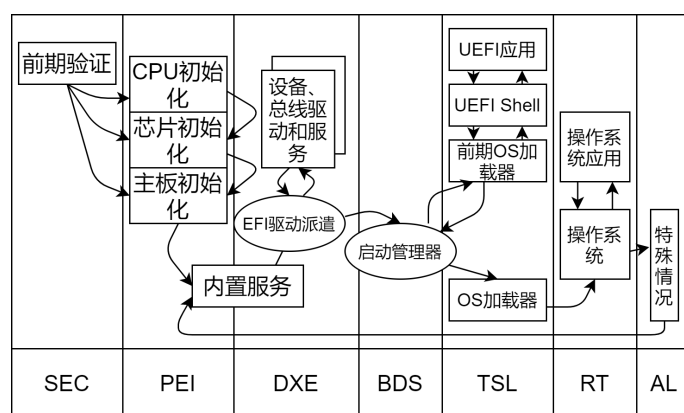 前期验证
CPU初始
化
芯片初始
化
主板初始
化
设备、
总线驱
动和服
务
EFI驱动派遣
内置服务
启动管理器
UEFI应用
UEFI Shell
前期OS加
载器
OS加载器
操作系
统应用
操作系
统
特
殊
情
况
SEC
PEI
DXE
BDS
TSL
RT
AL